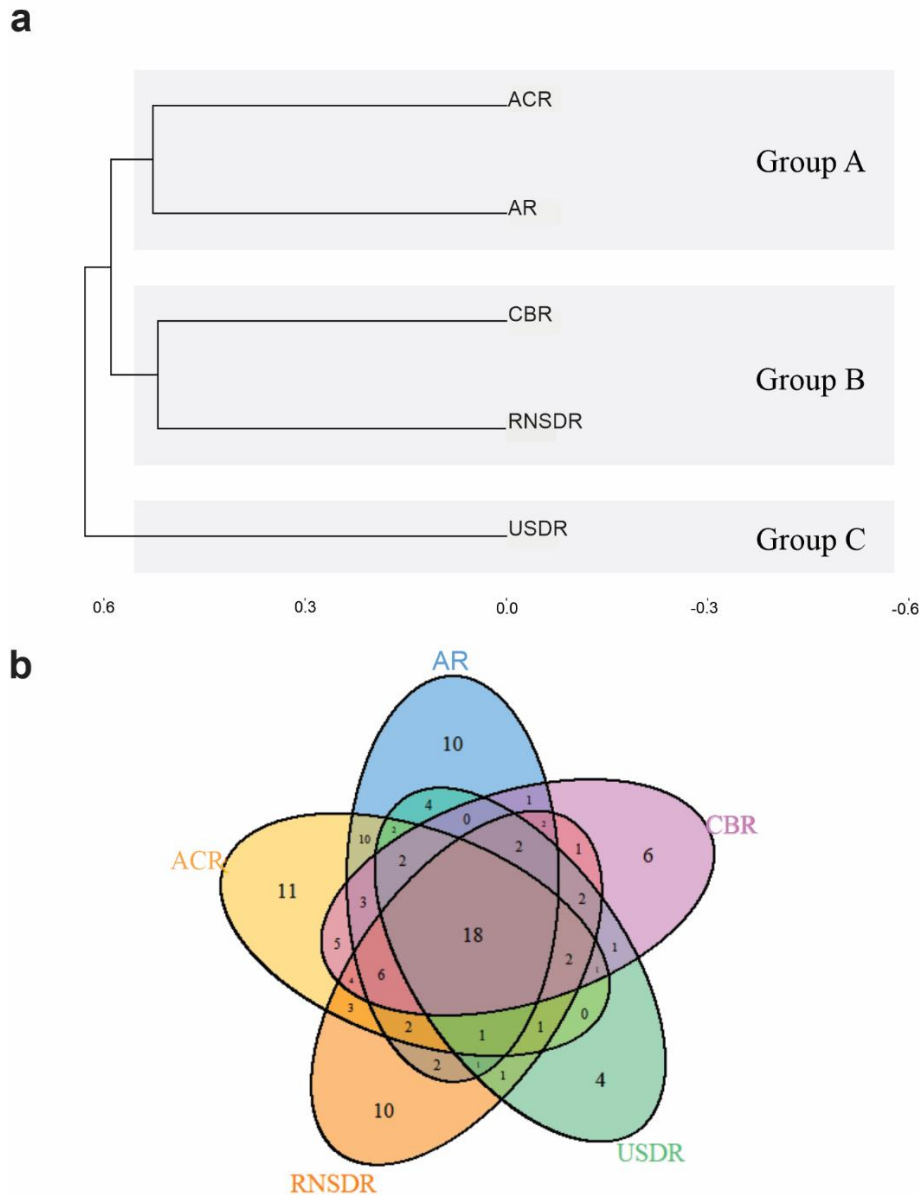 a
ACR
Group A
AR
CBR
Group B
RNSDR
USDR
Group C
0.6 0.3 0.0 -0.3 -0.6
b
AR
10
4 0 1
CBR
10 2 2 2 1 6
ACR
2
11 3 2
18
5 1
6 2 1
4
3 0
2 1 1
2 1 1 4
10
USDR
RNSDR